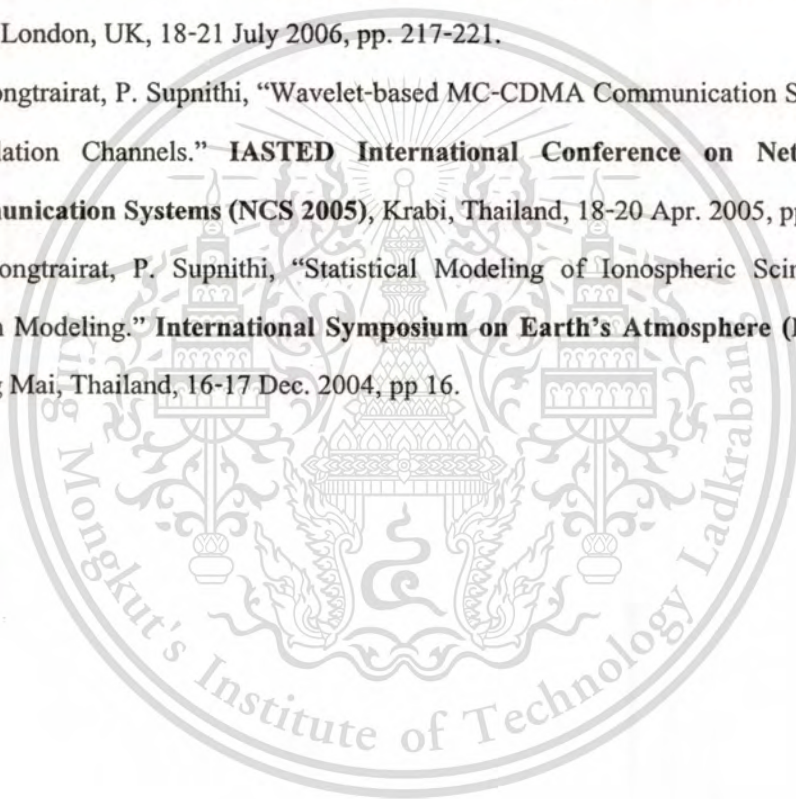 London, UK, 18-21 July 2006, pp. 217-221.
ongtrairat, P. Supnithi, “Wavelet-based MC-CDMA Communication S
lation Channels.” IASTED International Conference on Net
unication Systems (NCS 2005), Krabi, Thailand, 18-20 Apr. 2005, pp
ongtrairat, P. Supnithi, “Statistical Modeling of Ionospheric Scin
n Modeling.” International Symposium on Earth’s Atmosphere (
g Mai, Thailand, 16-17 Dec. 2004, pp 16.
King Mongkut's Institute of Technology Ladkrabang